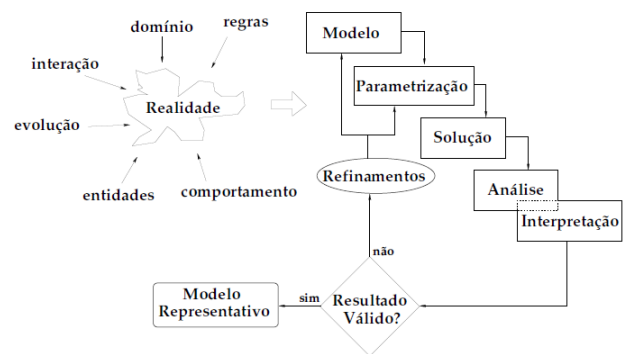 domínio
regras
interação
Realidade
evolução
entidades
comportamento
Modelo
Parametrização
Solução
Análise
Interpretação
Refinamentos
não
Resultado
Válido?
sim
Modelo
Representativo